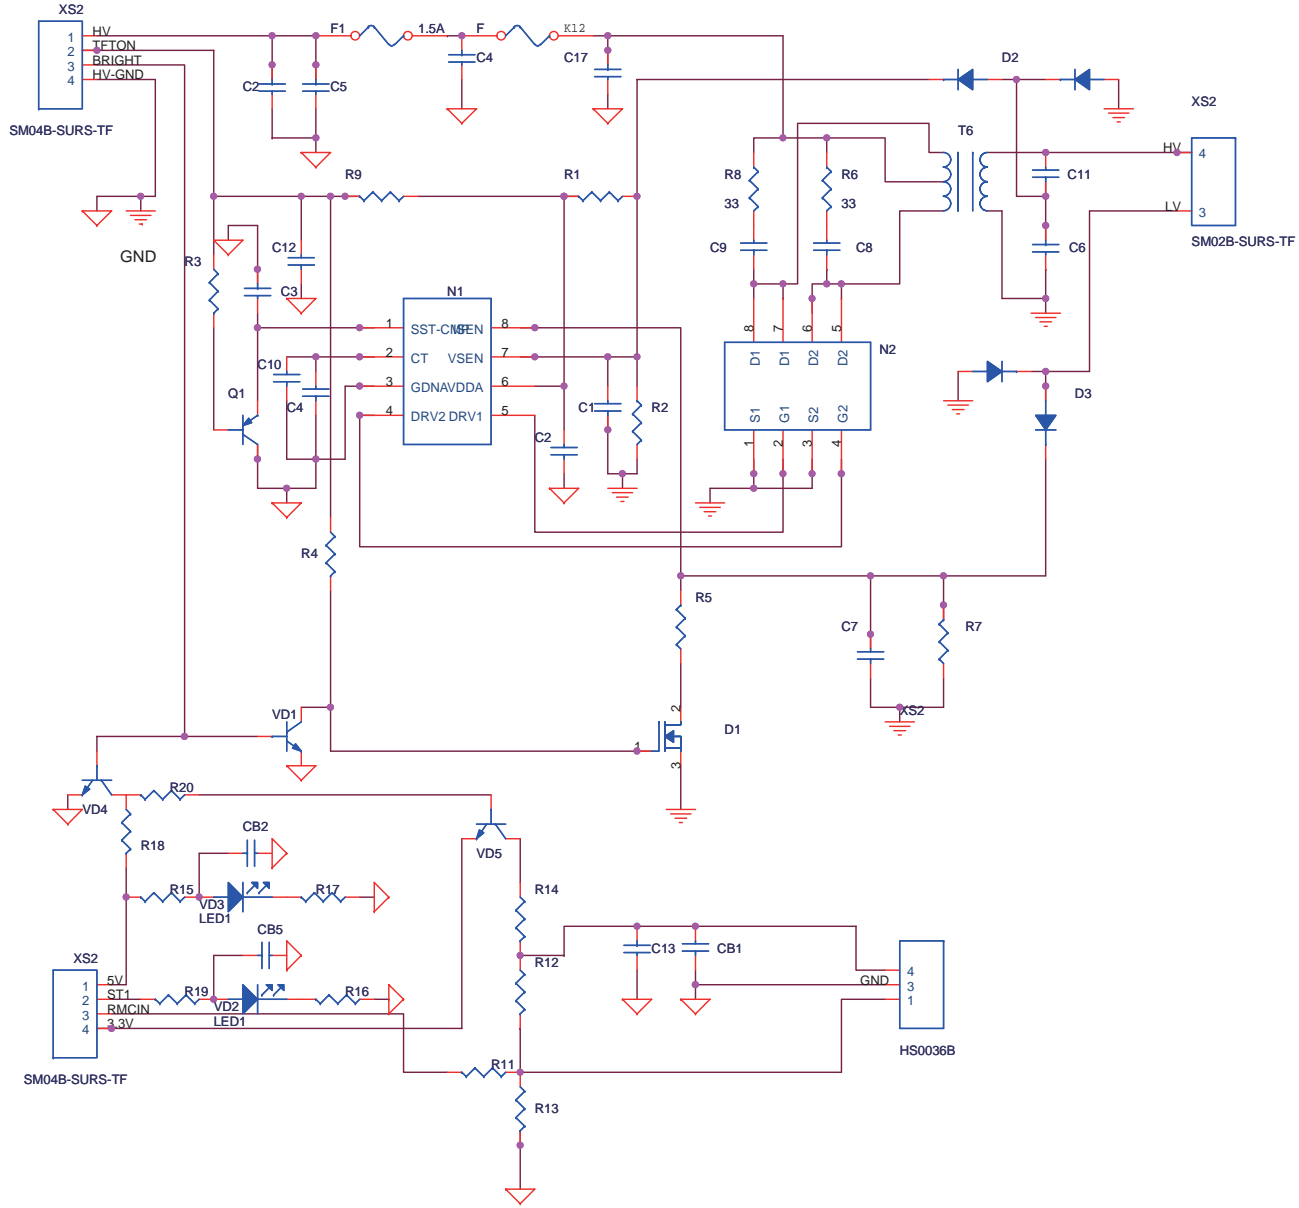 XS2
1 HV
2 TFTON
3 BRIGHT
4 HV-GND
SM04B-SURS-TF
GND
F1 1.5A F K12
C2 C5 C4 C17
D2
XS2
HV 4
LV 3
SM02B-SURS-TF
T6
C11
C6
R9 R1
R8 33
R6 33
C9 C8
R3 C12 C3
N1
1 SST-CMP ISEN 8
2 CT VSEN 7
3 GDNA VDDA 6
4 DRV2 DRV1 5
C10 C4 Q1
C1 R2 C2
N2
8 7 6 5
D1 D1 D2 D2
S1 G1 S2 G2
1 2 3 4
D3
R4 R5
C7 R7
XS2
VD1
2
1 D1
3
VD4 R20
R18
VD5
CB2
R15 VD3 R17
LED1
CB5
R14
R12
C13 CB1
XS2
1 5V
2 ST1
3 RMCIN
4 3.3V
SM04B-SURS-TF
R19 VD2 R16
LED1
4
GND 3
1
HS0036B
R11
R13